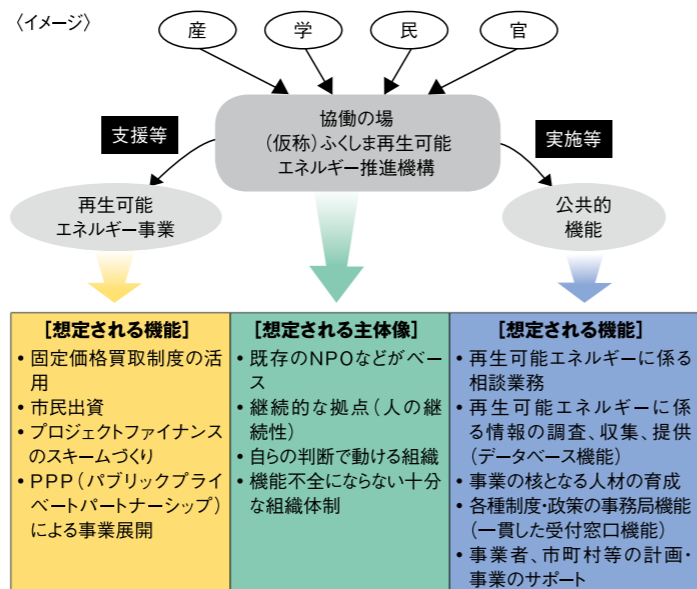 〈イメージ〉
産
学
民
官
協働の場
（仮称）ふくしま再生可能
エネルギー推進機構
支援等
実施等
再生可能
エネルギー事業
公共的
機能
［想定される機能］
• 固定価格買取制度の活
用
• 市民出資
• プロジェクトファイナンス
のスキームづくり
• PPP（パブリックプライ
ベートパートナーシップ）
による事業展開
［想定される主体像］
• 既存のNPOなどがベー
ス
• 継続的な拠点（人の継
続性）
• 自らの判断で動ける組織
• 機能不全にならない十分
な組織体制
［想定される機能］
• 再生可能エネルギーに係る
相談業務
• 再生可能エネルギーに係
る情報の調査、収集、提供
（データベース機能）
• 事業の核となる人材の育成
• 各種制度・政策の事務局機能
（一貫した受付窓口機能）
• 事業者、市町村等の計画・
事業のサポート